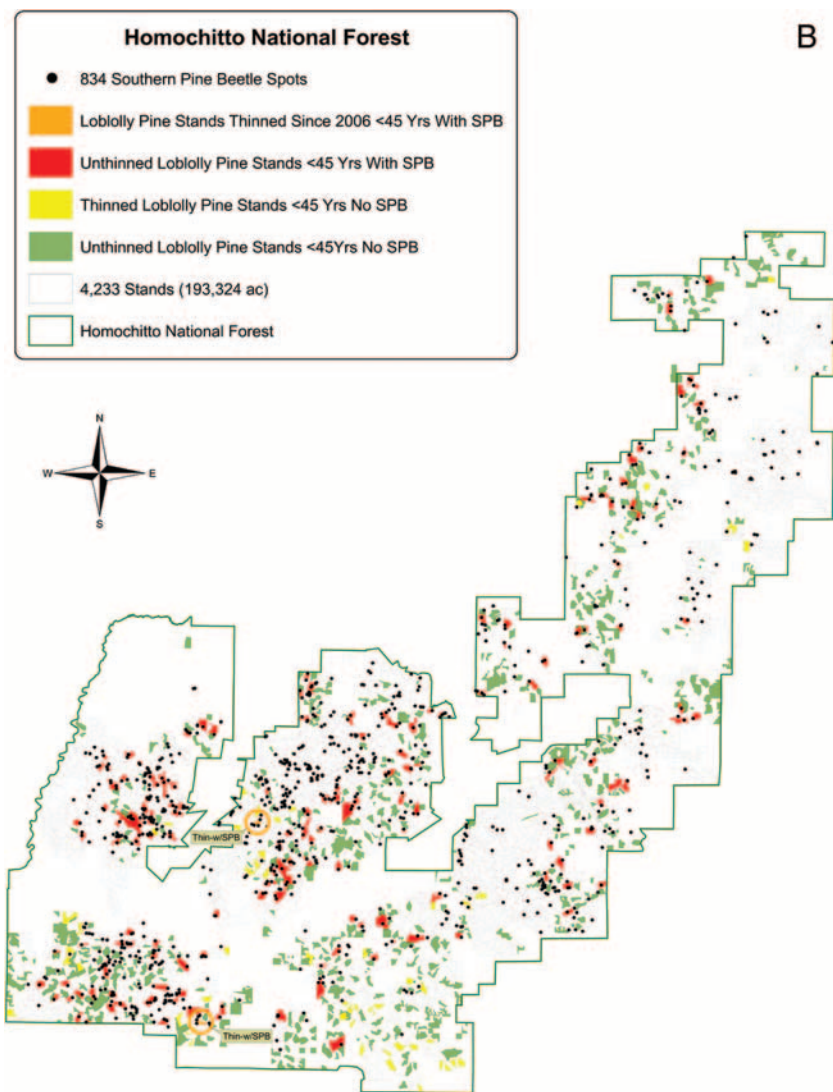 Homochitto National Forest
B
834 Southern Pine Beetle Spots
Loblolly Pine Stands Thinned Since 2006 <45 Yrs With SPB
Unthinned Loblolly Pine Stands <45 Yrs With SPB
Thinned Loblolly Pine Stands <45 Yrs No SPB
Unthinned Loblolly Pine Stands <45Yrs No SPB
4,233 Stands (193,324 ac)
Homochitto National Forest
N
W E
S
Thin-w/SPB
Thin-w/SPB